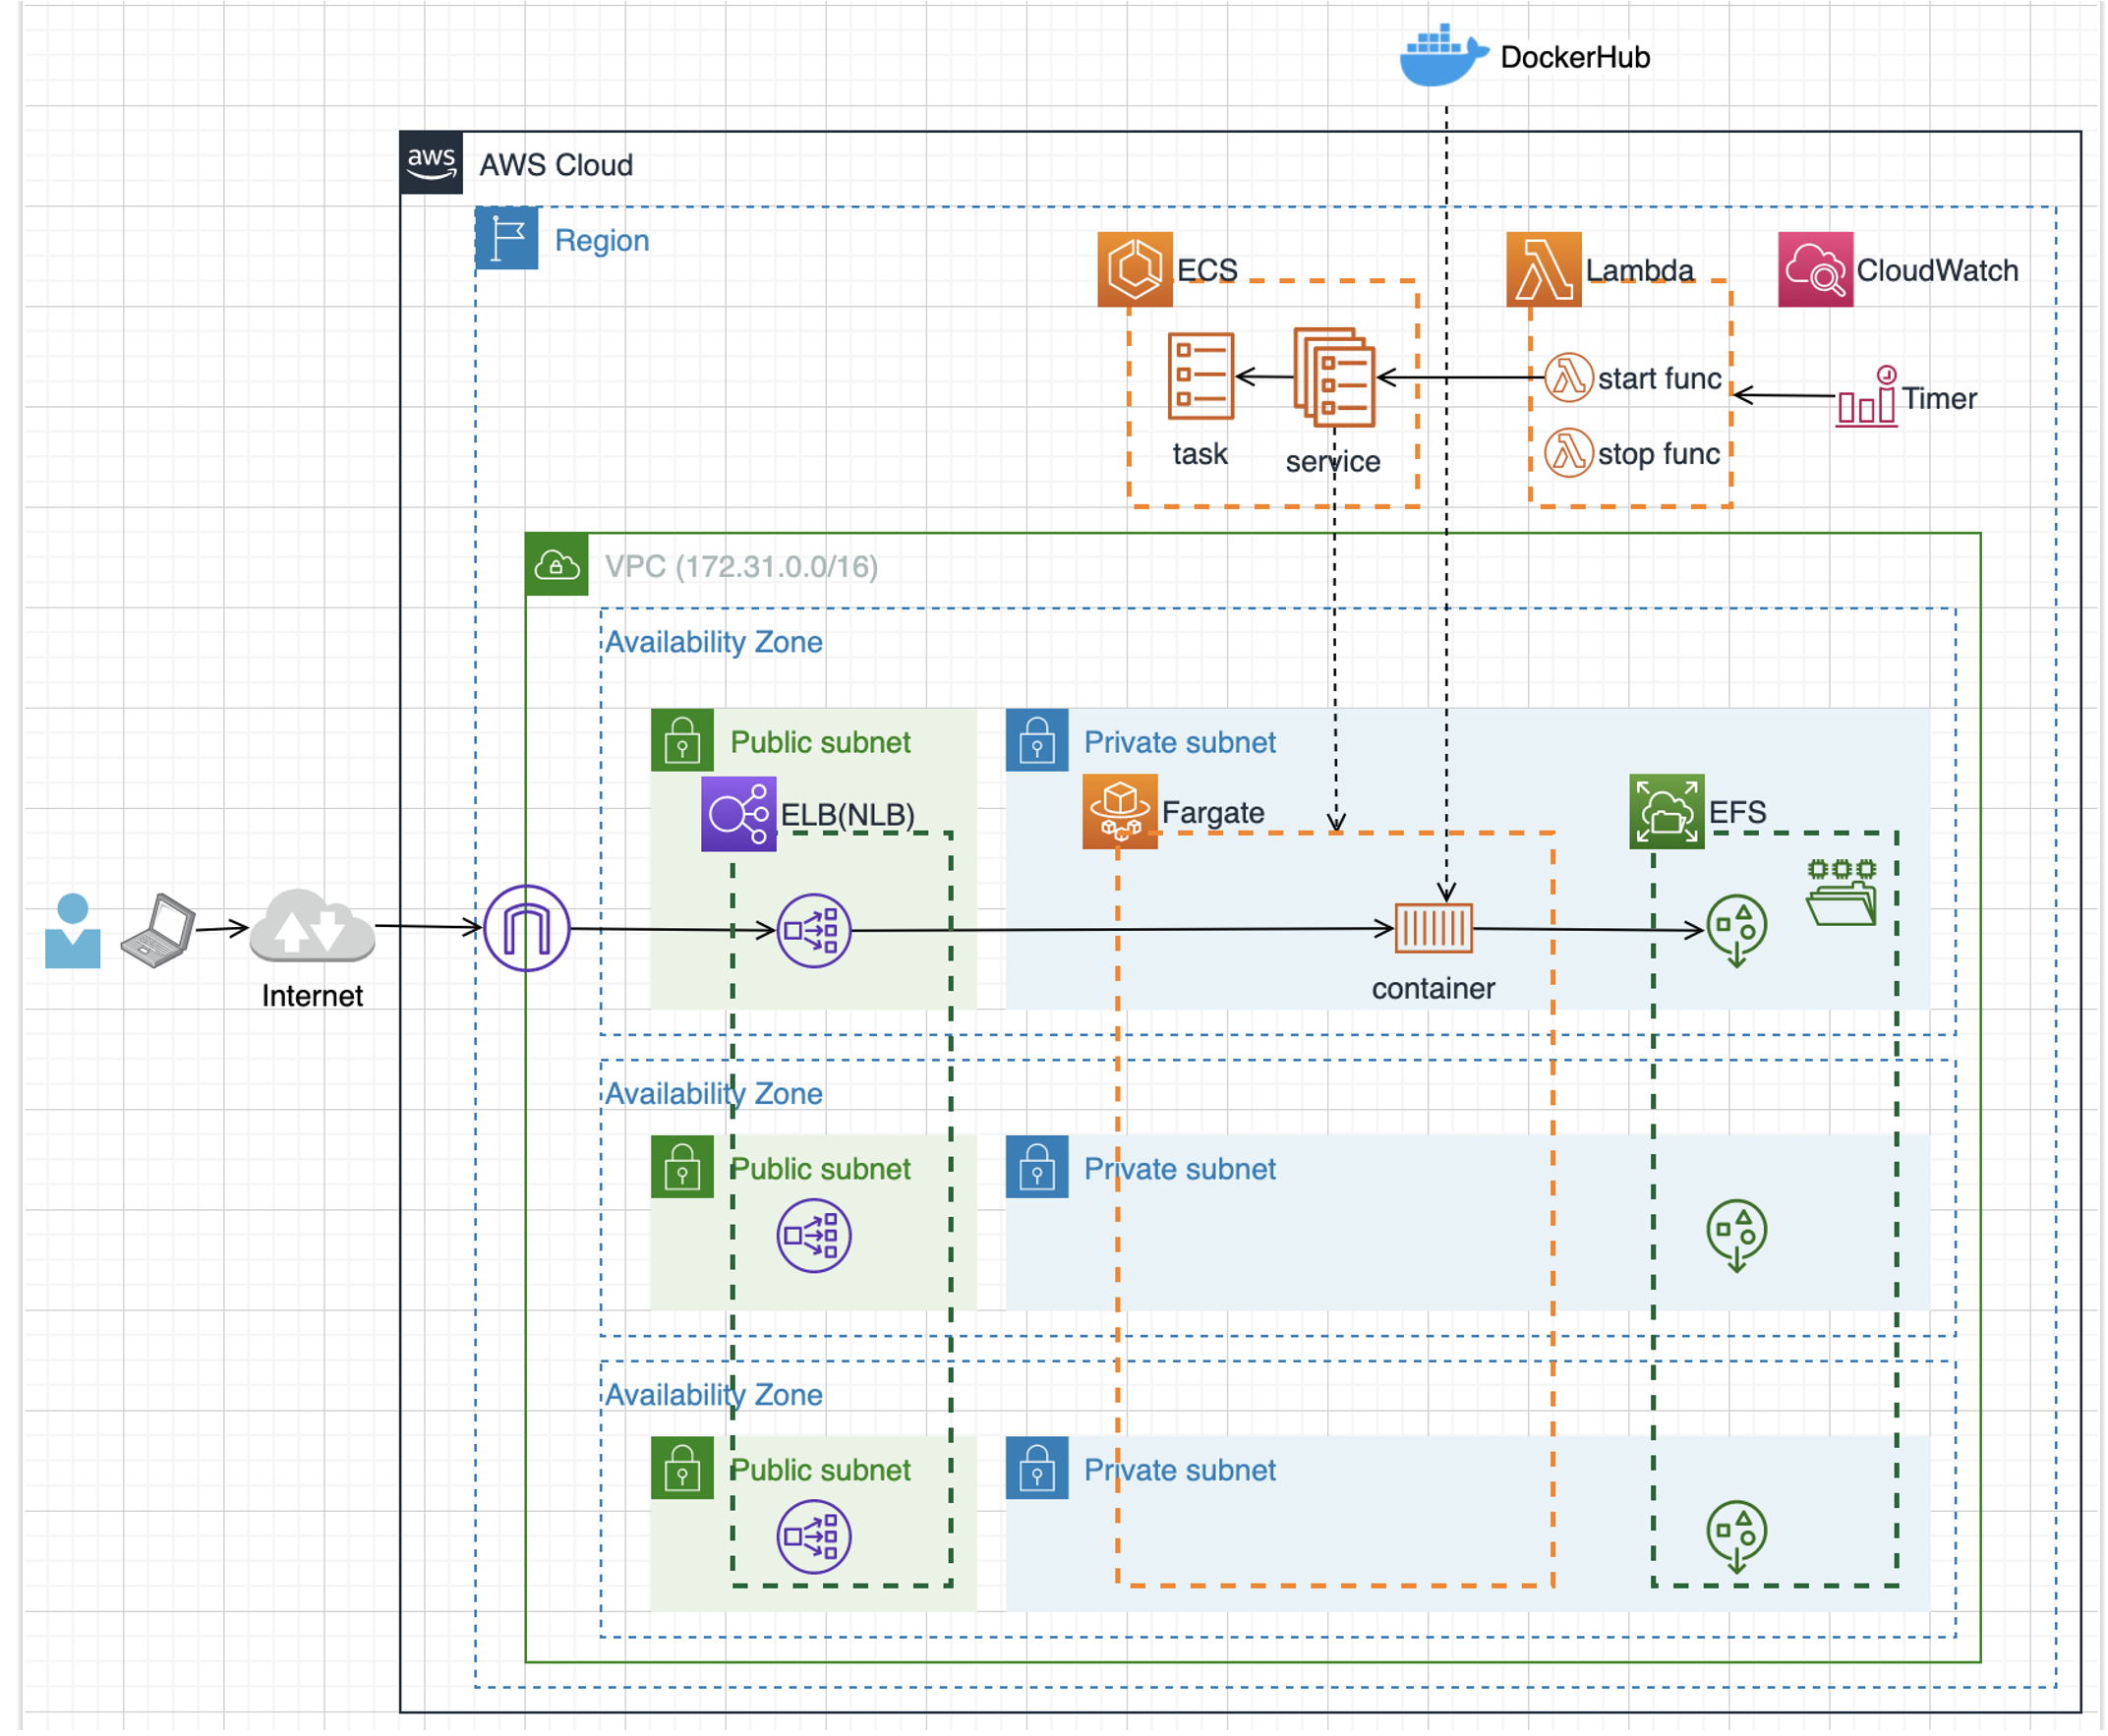 DockerHub
aws
AWS Cloud
Region
ECS
Lambda
CloudWatch
start func
Timer
task
service
stop func
VPC (172.31.0.0/16)
Availability Zone
Public subnet
Private subnet
ELB(NLB)
Fargate
EFS
Internet
container
Availability Zone
Public subnet
Private subnet
Availability Zone
Public subnet
Private subnet